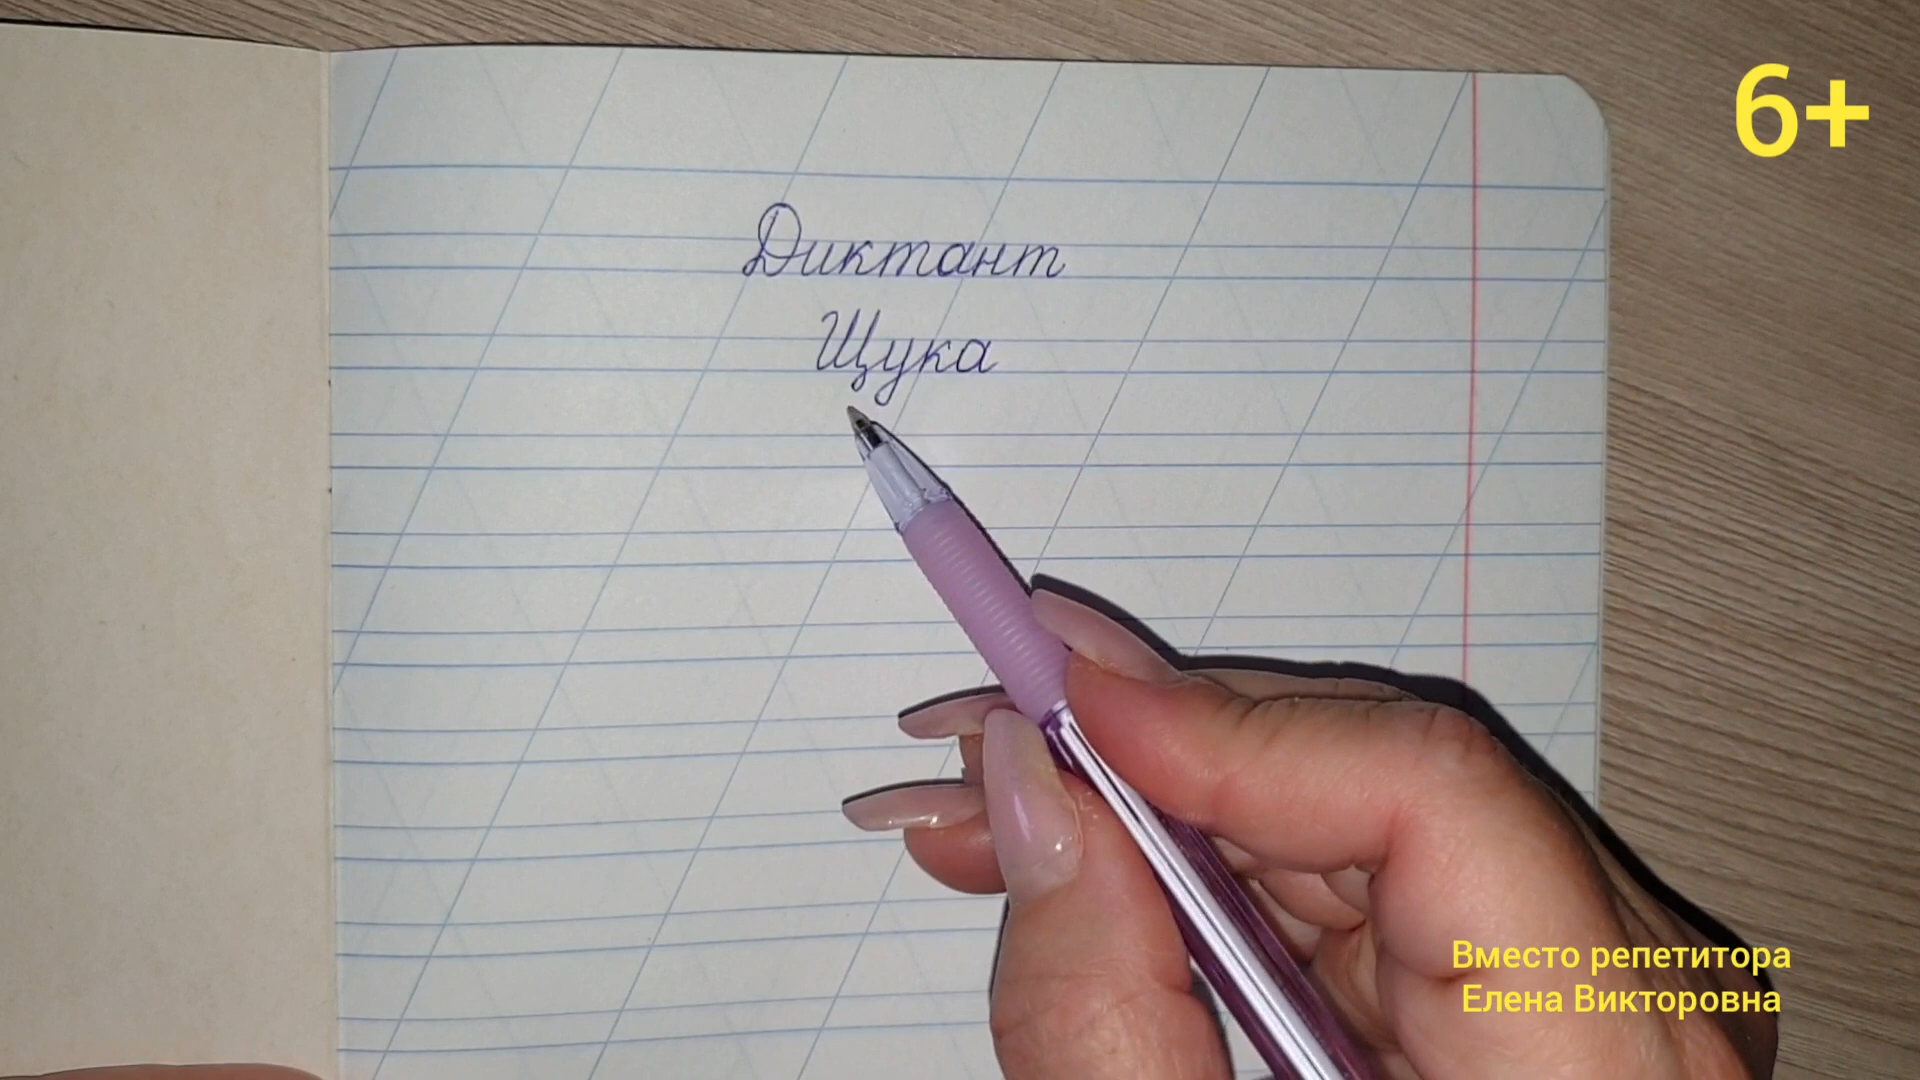 6+
Диктант
Щука
Вместо репетитора
Елена Викторовна